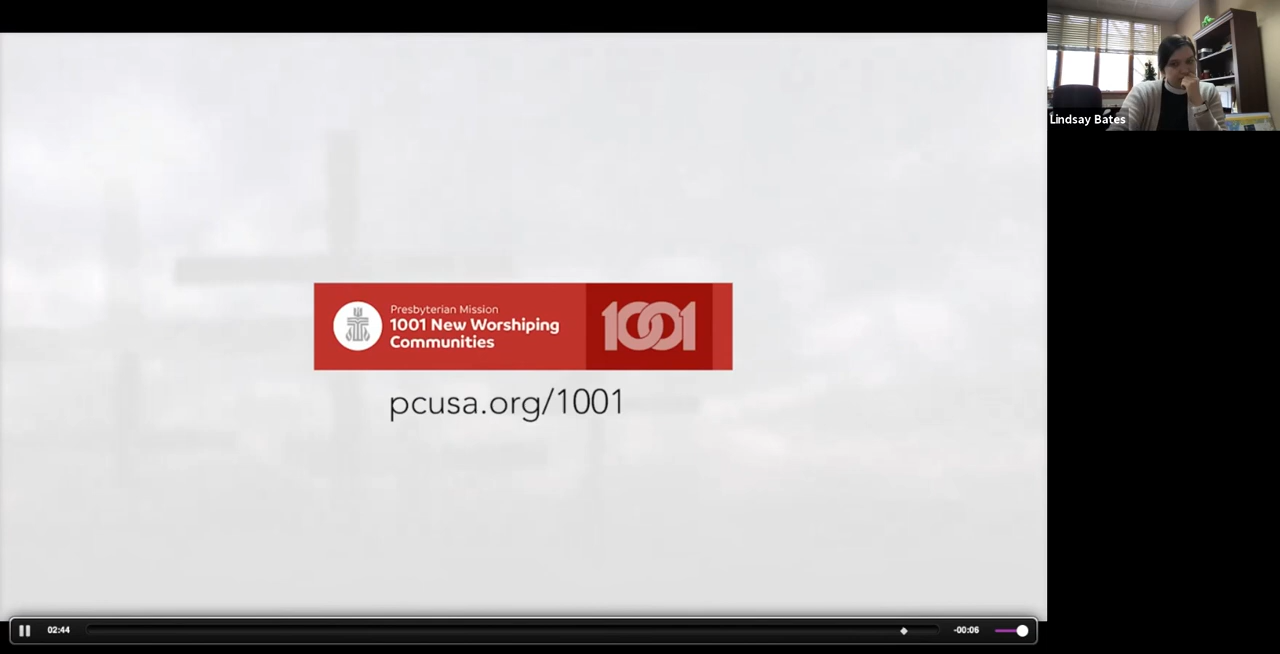 Lindsay Bates
Presbyterian Mission
1001 New Worshiping
Communities
1001
pcusa.org/1001
02:44
-00:06